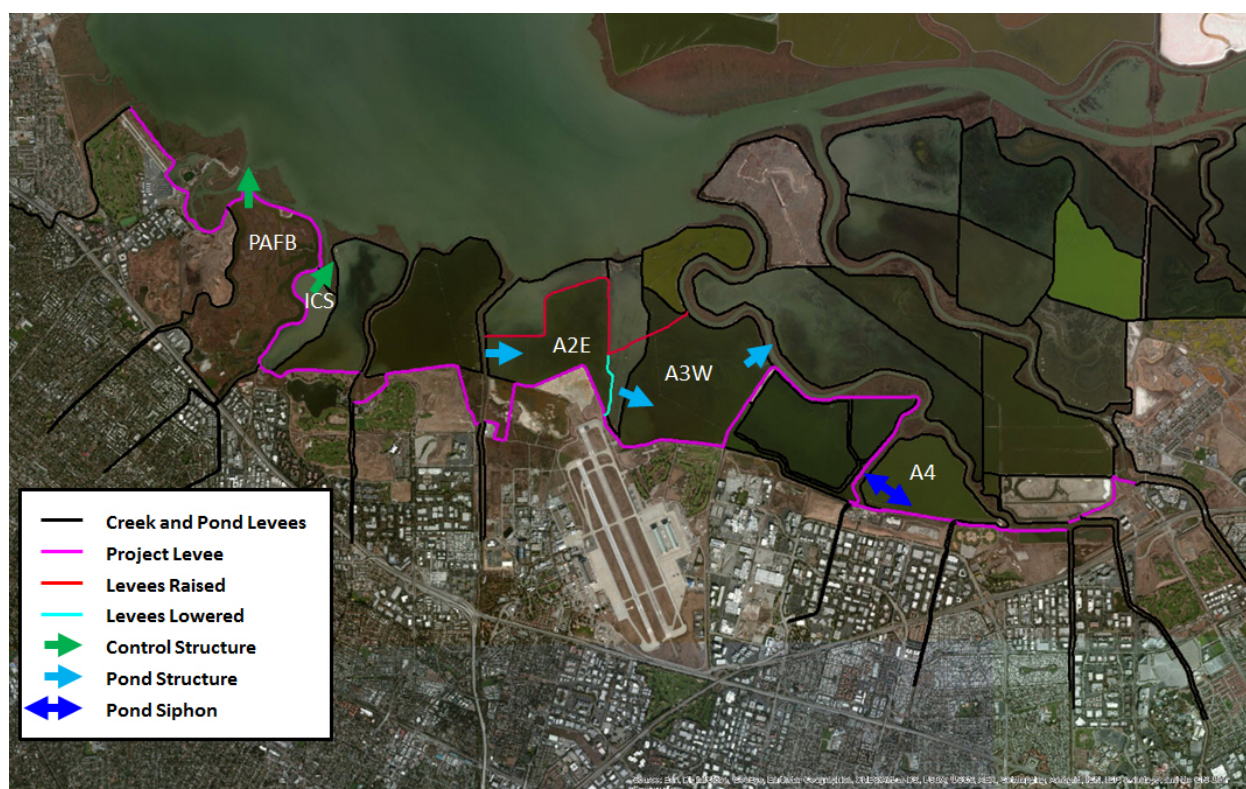 PAFB
ICS
A2E
A3W
A4
Creek and Pond Levees
Project Levee
Levees Raised
Levees Lowered
Control Structure
Pond Structure
Pond Siphon